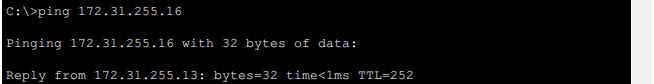 C:\>ping 172.31.255.16
Pinging 172.31.255.16 with 32 bytes of data:
Reply from 172.31.255.13: bytes=32 time<1ms TTL=252